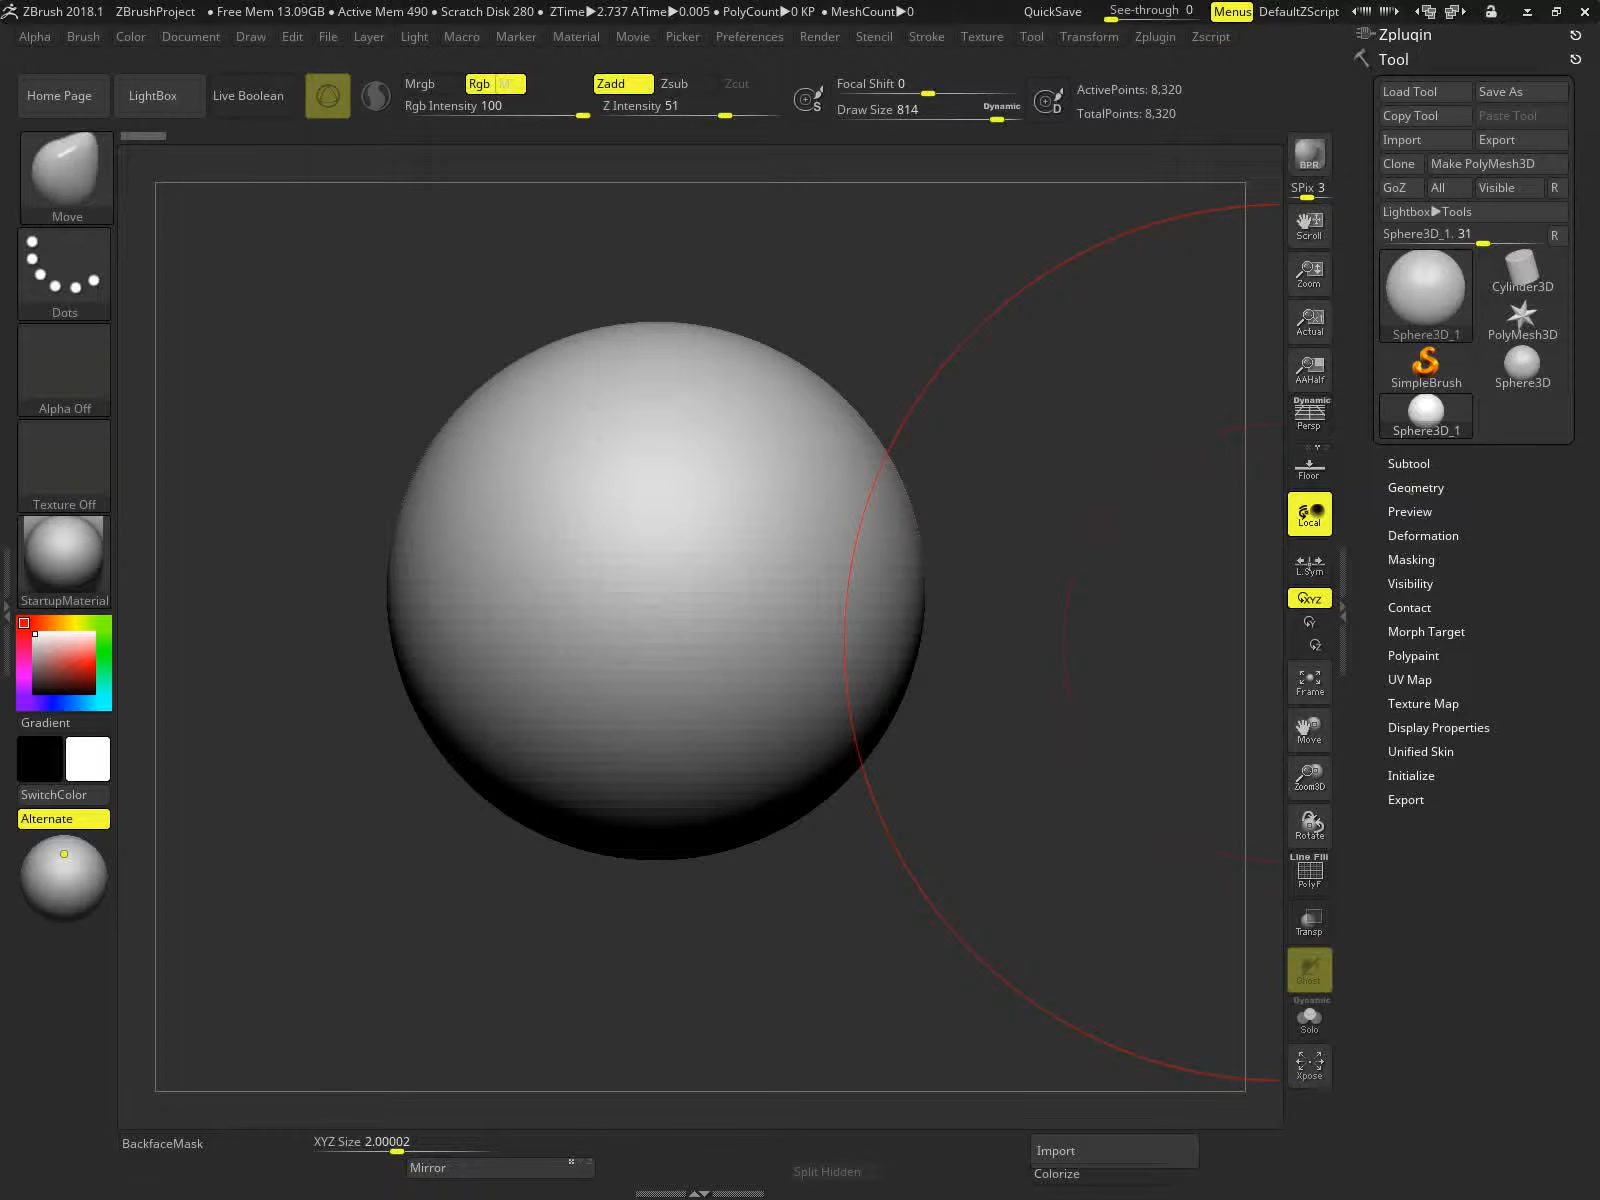 ZBrush 2018.1 ZBrushProject • Free Mem 13.09GB • Active Mem 490 • Scratch Disk 280 • ZTime▶2.737 ATime▶0.005 • PolyCount▶0 KP • MeshCount▶0 QuickSave See-through 0 Menus DefaultZScript
Alpha Brush Color Document Draw Edit File Layer Light Macro Marker Material Movie Picker Preferences Render Stencil Stroke Texture Tool Transform Zplugin Zscript
Home Page
LightBox
Live Boolean
Mrgb Rgb M
Rgb Intensity 100
Zadd Zsub Zcut
Z Intensity 51
S
Focal Shift 0
Draw Size 814 Dynamic
D
ActivePoints: 8,320
TotalPoints: 8,320
Move
Dots
Alpha Off
Texture Off
StartupMaterial
Gradient
SwitchColor
Alternate
BPR
SPix 3
Scroll
Zoom
Actual
AAHalf
Dynamic
Persp
Floor
Local
L.Sym
XYZ
Y
Z
Frame
Move
Zoom3D
Rotate
Line Fill
PolyF
Transp
Ghost
Dynamic
Solo
Xpose
Zplugin
Tool
Load Tool Save As
Copy Tool Paste Tool
Import Export
Clone Make PolyMesh3D
GoZ All Visible R
Lightbox▶Tools
Sphere3D_1. 31 R
Sphere3D_1
Cylinder3D
PolyMesh3D
SimpleBrush
Sphere3D
Sphere3D_1
Subtool
Geometry
Preview
Deformation
Masking
Visibility
Contact
Morph Target
Polypaint
UV Map
Texture Map
Display Properties
Unified Skin
Initialize
Export
BackfaceMask
XYZ Size 2.00002
Mirror
Split Hidden
Import
Colorize